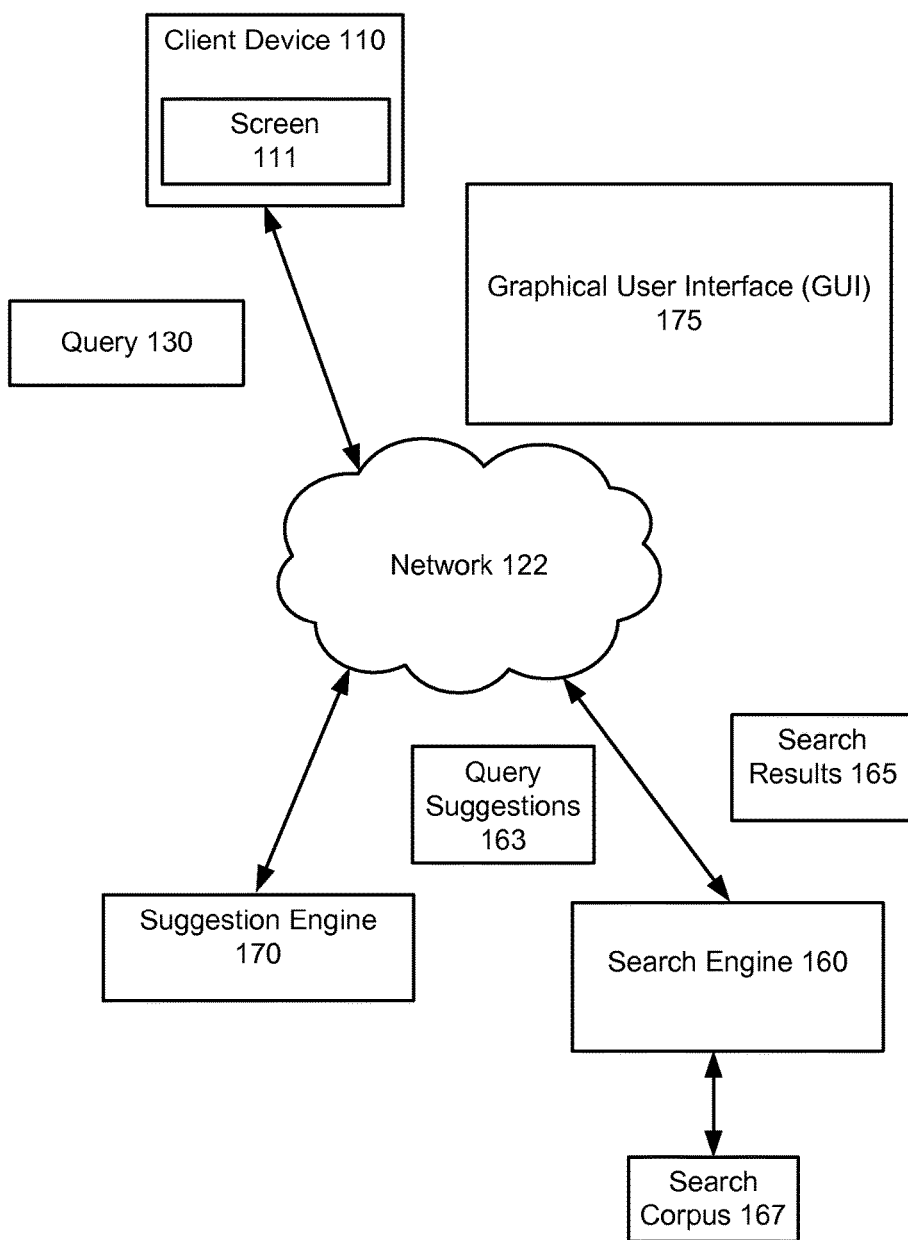 Client Device 110
Screen
111
Graphical User Interface (GUI)
175
Query 130
Network 122
Search
Results 165
Query
Suggestions
163
Suggestion Engine
170
Search Engine 160
Search
Corpus 167